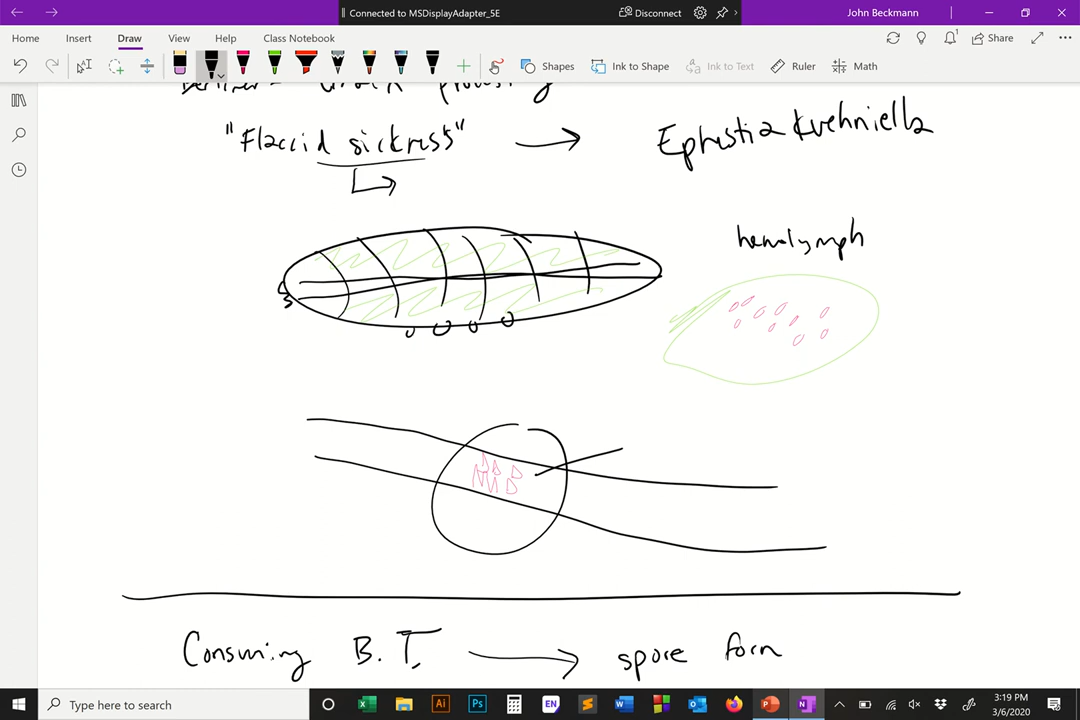 Connected to MSDisplayAdapter_5E
Disconnect
John Beckmann
Home Insert Draw View Help Class Notebook
Share
Shapes Ink to Shape Ink to Text Ruler Math
"Flaccid sickness" → Ephestia Kuehniella
hemolymph
Consuming B.T. → spore form
Type here to search
EN
3:19 PM
3/6/2020